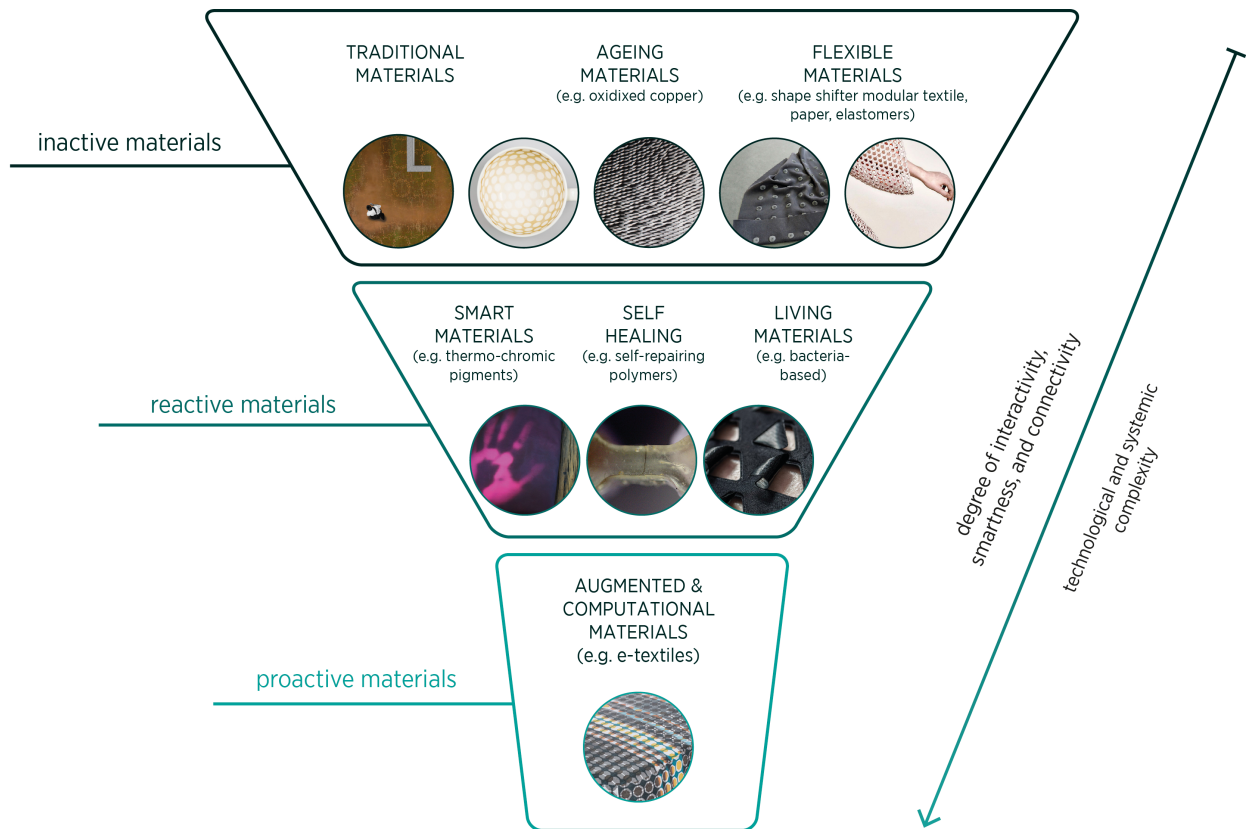 TRADITIONAL
MATERIALS
AGEING
MATERIALS
(e.g. oxidixed copper)
FLEXIBLE
MATERIALS
(e.g. shape shifter modular textile,
paper, elastomers)
inactive materials
SMART
MATERIALS
(e.g. thermo-chromic
pigments)
SELF
HEALING
(e.g. self-repairing
polymers)
LIVING
MATERIALS
(e.g. bacteria-
based)
reactive materials
degree of interactivity,
smartness, and connectivity
technological and systemic
complexity
AUGMENTED &
COMPUTATIONAL
MATERIALS
(e.g. e-textiles)
proactive materials